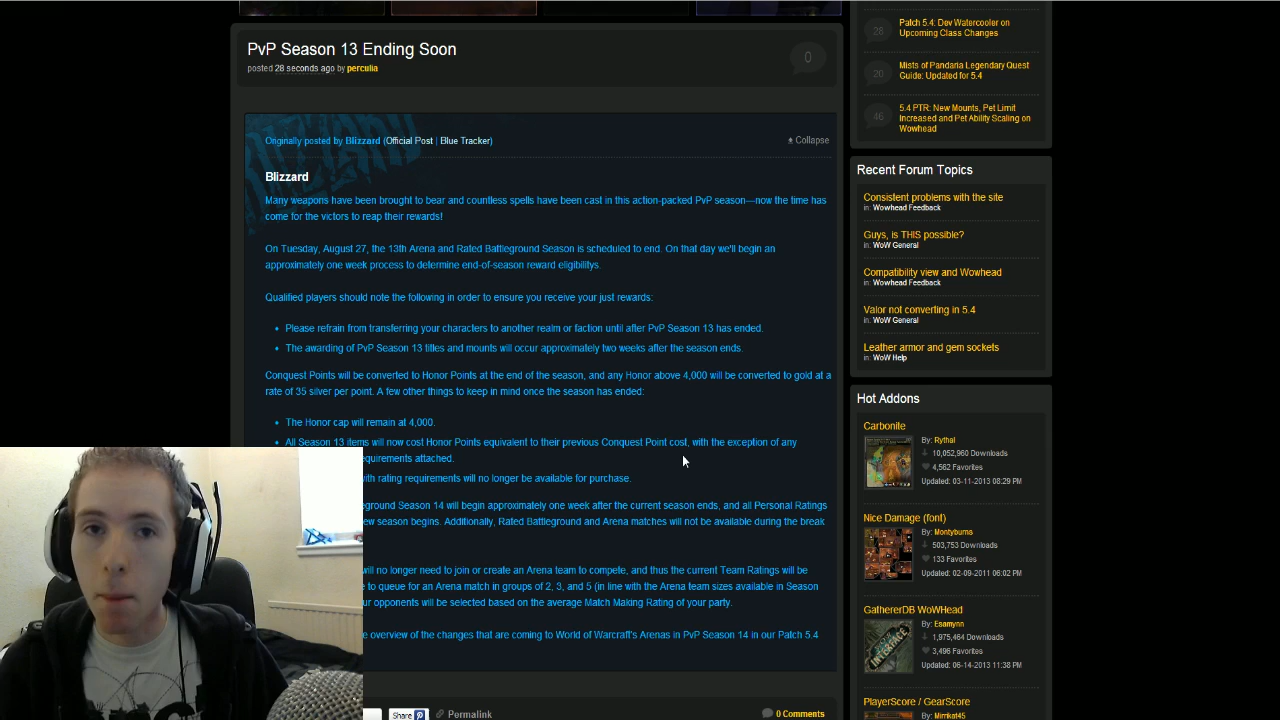 PvP Season 13 Ending Soon
0
posted 28 seconds ago by perculia
Originally posted by Blizzard (Official Post | Blue Tracker)
Collapse
Blizzard
Many weapons have been brought to bear and countless spells have been cast in this action-packed PvP season—now the time has
come for the victors to reap their rewards!
On Tuesday, August 27, the 13th Arena and Rated Battleground Season is scheduled to end. On that day we'll begin an
approximately one week process to determine end-of-season reward eligibilitys.
Qualified players should note the following in order to ensure you receive your just rewards:
Please refrain from transferring your characters to another realm or faction until after PvP Season 13 has ended.
The awarding of PvP Season 13 titles and mounts will occur approximately two weeks after the season ends.
Conquest Points will be converted to Honor Points at the end of the season, and any Honor above 4,000 will be converted to gold at a
rate of 35 silver per point. A few other things to keep in mind once the season has ended:
The Honor cap will remain at 4,000.
All Season 13 items will now cost Honor Points equivalent to their previous Conquest Point cost, with the exception of any
equirements attached.
with rating requirements will no longer be available for purchase.
eground Season 14 will begin approximately one week after the current season ends, and all Personal Ratings
ew season begins. Additionally, Rated Battleground and Arena matches will not be available during the break
will no longer need to join or create an Arena team to compete, and thus the current Team Ratings will be
e to queue for an Arena match in groups of 2, 3, and 5 (in line with the Arena team sizes available in Season
ur opponents will be selected based on the average Match Making Rating of your party.
e overview of the changes that are coming to World of Warcraft's Arenas in PvP Season 14 in our Patch 5.4
Share
Permalink
0 Comments
28
Patch 5.4: Dev Watercooler on
Upcoming Class Changes
20
Mists of Pandaria Legendary Quest
Guide: Updated for 5.4
46
5.4 PTR: New Mounts, Pet Limit
Increased and Pet Ability Scaling on
Wowhead
Recent Forum Topics
Consistent problems with the site
in: Wowhead Feedback
Guys, is THIS possible?
in: WoW General
Compatibility view and Wowhead
in: Wowhead Feedback
Valor not converting in 5.4
in: WoW General
Leather armor and gem sockets
in: WoW Help
Hot Addons
Carbonite
By: Rythal
10,052,960 Downloads
4,562 Favorites
Updated: 03-11-2013 08:29 PM
Nice Damage (font)
By: Montyburns
503,753 Downloads
133 Favorites
Updated: 02-09-2011 06:02 PM
GathererDB WoWHead
By: Esamynn
1,975,464 Downloads
3,496 Favorites
Updated: 06-14-2013 11:38 PM
PlayerScore / GearScore
By: Mirrikat45